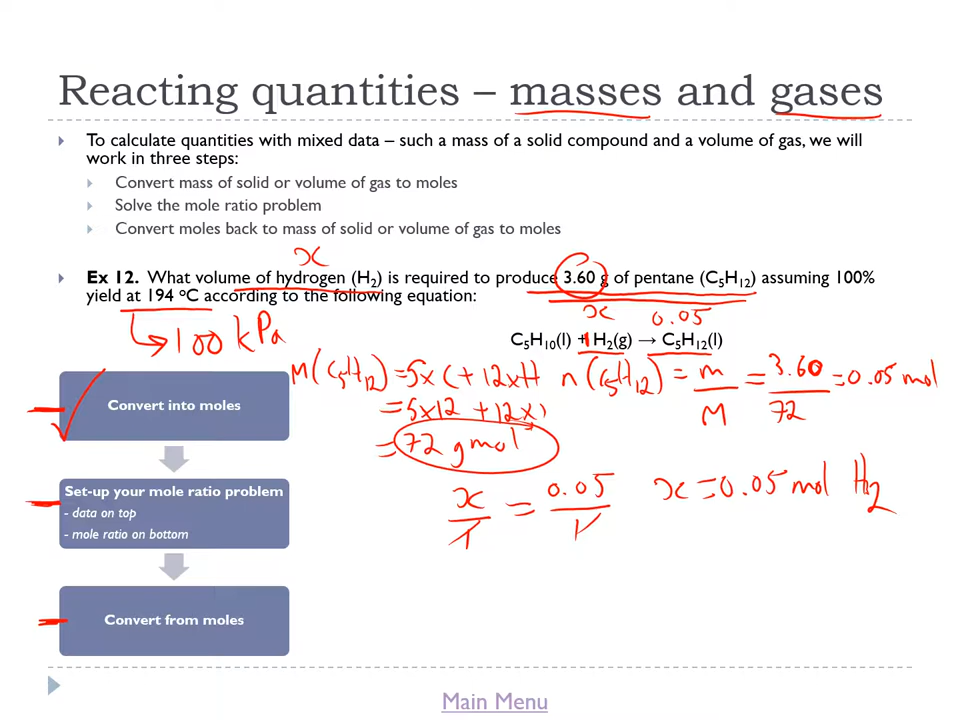 Reacting quantities – masses and gases
To calculate quantities with mixed data – such a mass of a solid compound and a volume of gas, we will
work in three steps:
Convert mass of solid or volume of gas to moles
Solve the mole ratio problem
Convert moles back to mass of solid or volume of gas to moles
x
Ex 12. What volume of hydrogen (H₂) is required to produce 3.60 g of pentane (C₅H₁₂) assuming 100%
yield at 194 °C according to the following equation:
x 0.05
100 kPa
C₅H₁₀(l) + 1 H₂(g) → C₅H₁₂(l)
M(C₅H₁₂) = 5xC + 12xH
= 5x12 + 12x1
= 72 g mol⁻¹
n(C₅H₁₂) = m/M = 3.60/72 = 0.05 mol
Convert into moles
Set-up your mole ratio problem
- data on top
- mole ratio on bottom
x/1 = 0.05/1
x = 0.05 mol H₂
Convert from moles
Main Menu